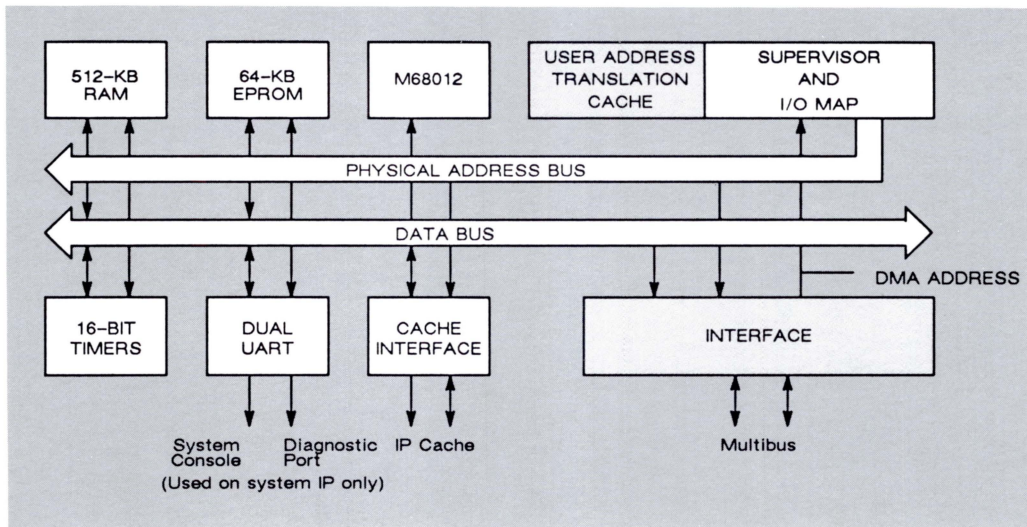 512-KB
RAM
64-KB
EPROM
M68012
USER ADDRESS
TRANSLATION
CACHE
SUPERVISOR
AND
I/O MAP
PHYSICAL ADDRESS BUS
DATA BUS
DMA ADDRESS
16-BIT
TIMERS
DUAL
UART
CACHE
INTERFACE
INTERFACE
System
Console
Diagnostic
Port
(Used on system IP only)
IP Cache
Multibus